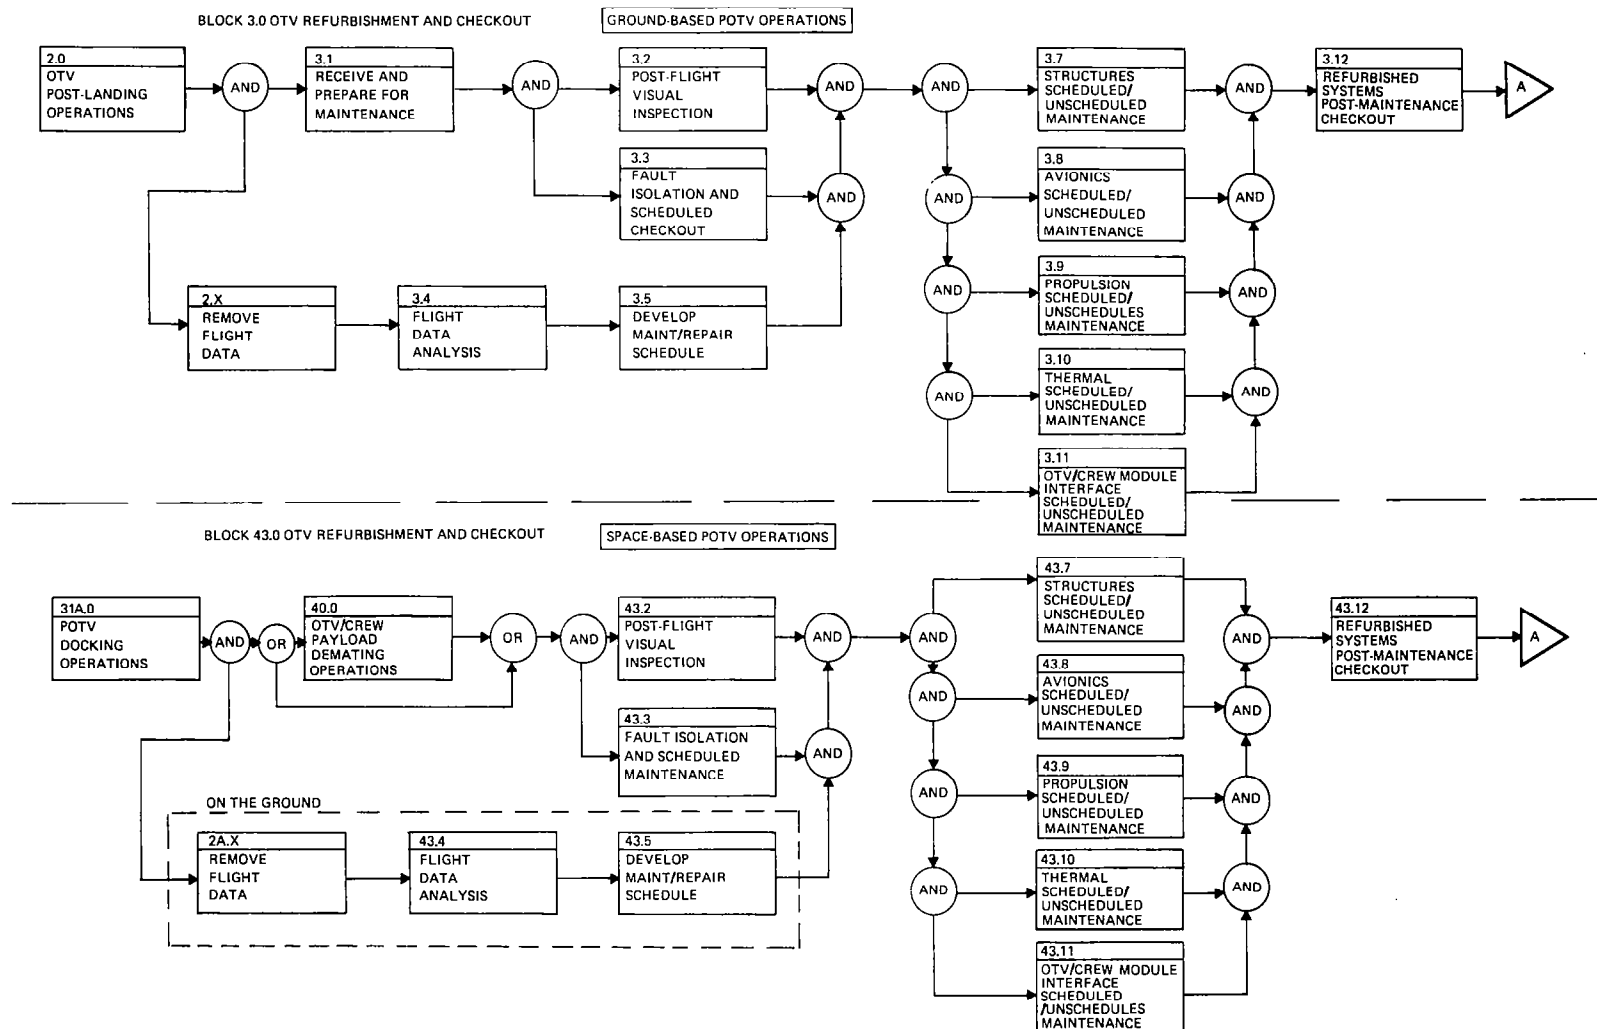 BLOCK 3.0 OTV REFURBISHMENT AND CHECKOUT
GROUND-BASED POTV OPERATIONS
2.0
OTV
POST-LANDING
OPERATIONS
AND
3.1
RECEIVE AND
PREPARE FOR
MAINTENANCE
AND
3.2
POST-FLIGHT
VISUAL
INSPECTION
AND
AND
3.7
STRUCTURES
SCHEDULED/
UNSCHEDULED
MAINTENANCE
AND
3.12
REFURBISHED
SYSTEMS
POST-MAINTENANCE
CHECKOUT
A
3.3
FAULT
ISOLATION AND
SCHEDULED
CHECKOUT
AND
AND
3.8
AVIONICS
SCHEDULED/
UNSCHEDULED
MAINTENANCE
AND
2.X
REMOVE
FLIGHT
DATA
3.4
FLIGHT
DATA
ANALYSIS
3.5
DEVELOP
MAINT/REPAIR
SCHEDULE
AND
3.9
PROPULSION
SCHEDULED/
UNSCHEDULES
MAINTENANCE
AND
AND
3.10
THERMAL
SCHEDULED/
UNSCHEDULED
MAINTENANCE
AND
3.11
OTV/CREW MODULE
INTERFACE
SCHEDULED/
UNSCHEDULED
MAINTENANCE
BLOCK 43.0 OTV REFURBISHMENT AND CHECKOUT
SPACE-BASED POTV OPERATIONS
31A.0
POTV
DOCKING
OPERATIONS
AND
OR
40.0
OTV/CREW
PAYLOAD
DEMATING
OPERATIONS
OR
AND
43.2
POST-FLIGHT
VISUAL
INSPECTION
AND
AND
43.7
STRUCTURES
SCHEDULED/
UNSCHEDULED
MAINTENANCE
AND
43.12
REFURBISHED
SYSTEMS
POST-MAINTENANCE
CHECKOUT
A
43.3
FAULT ISOLATION
AND SCHEDULED
MAINTENANCE
AND
AND
43.8
AVIONICS
SCHEDULED/
UNSCHEDULED
MAINTENANCE
AND
ON THE GROUND
2A.X
REMOVE
FLIGHT
DATA
43.4
FLIGHT
DATA
ANALYSIS
43.5
DEVELOP
MAINT/REPAIR
SCHEDULE
AND
43.9
PROPULSION
SCHEDULED/
UNSCHEDULED
MAINTENANCE
AND
AND
43.10
THERMAL
SCHEDULED/
UNSCHEDULED
MAINTENANCE
AND
43.11
OTV/CREW MODULE
INTERFACE
SCHEDULED
/UNSCHEDULES
MAINTENANCE